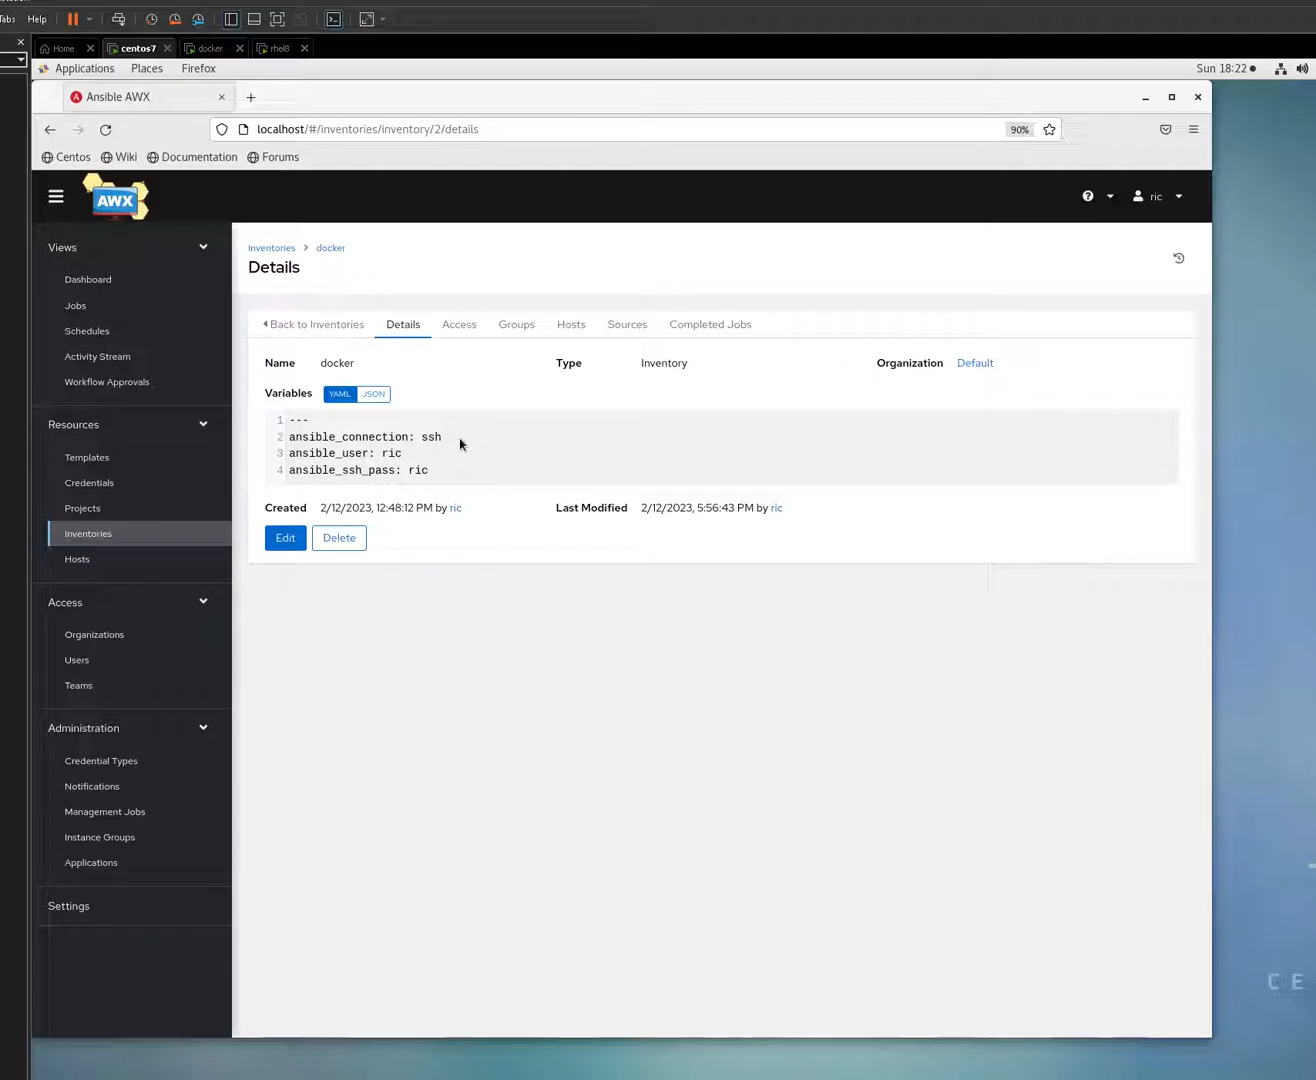 Tabs Help
Home centos7 docker rhel8
Applications Places Firefox Sun 18:22
Ansible AWX
localhost/#/inventories/inventory/2/details 90%
Centos Wiki Documentation Forums
AWX ric
Views
Dashboard
Jobs
Schedules
Activity Stream
Workflow Approvals
Resources
Templates
Credentials
Projects
Inventories
Hosts
Access
Organizations
Users
Teams
Administration
Credential Types
Notifications
Management Jobs
Instance Groups
Applications
Settings
Inventories docker
Details
Back to Inventories Details Access Groups Hosts Sources Completed Jobs
Name docker Type Inventory Organization Default
Variables YAML JSON
1 ---
2 ansible_connection: ssh
3 ansible_user: ric
4 ansible_ssh_pass: ric
Created 2/12/2023, 12:48:12 PM by ric Last Modified 2/12/2023, 5:56:43 PM by ric
Edit Delete
C E